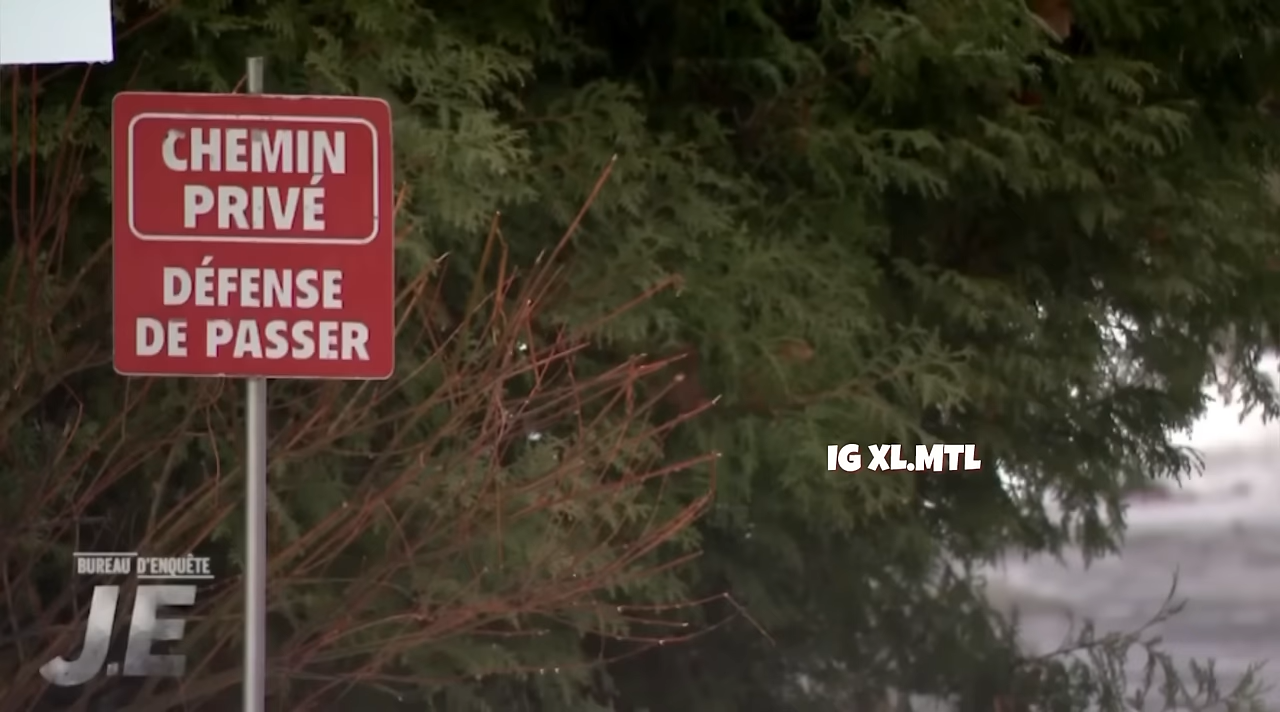 CHEMIN
PRIVÉ
DÉFENSE
DE PASSER
IG XL.MTL
BUREAU D'ENQUÊTE
J.E